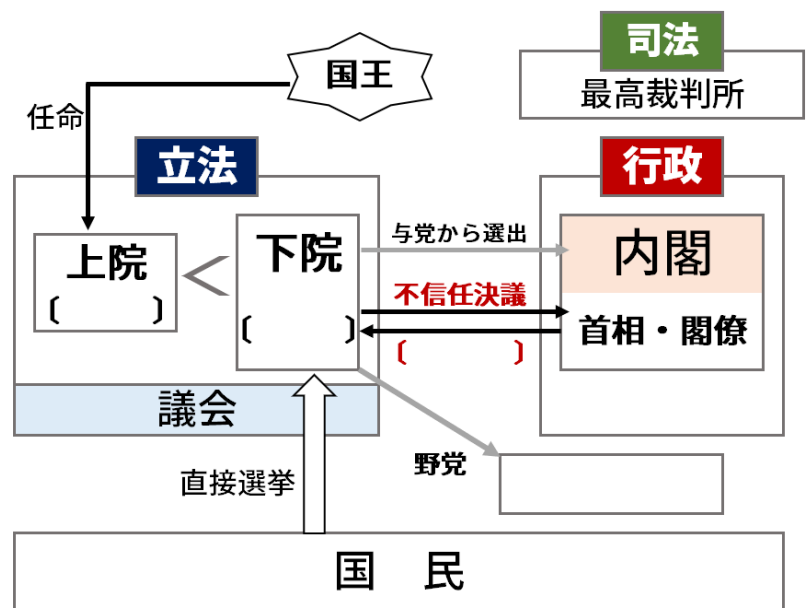 司法
国王
最高裁判所
任命
立法
行政
与党から選出
上院
〔　　〕
下院
〔　　〕
内閣
不信任決議
〔　　〕
首相・閣僚
議会
野党
直接選挙
国　民